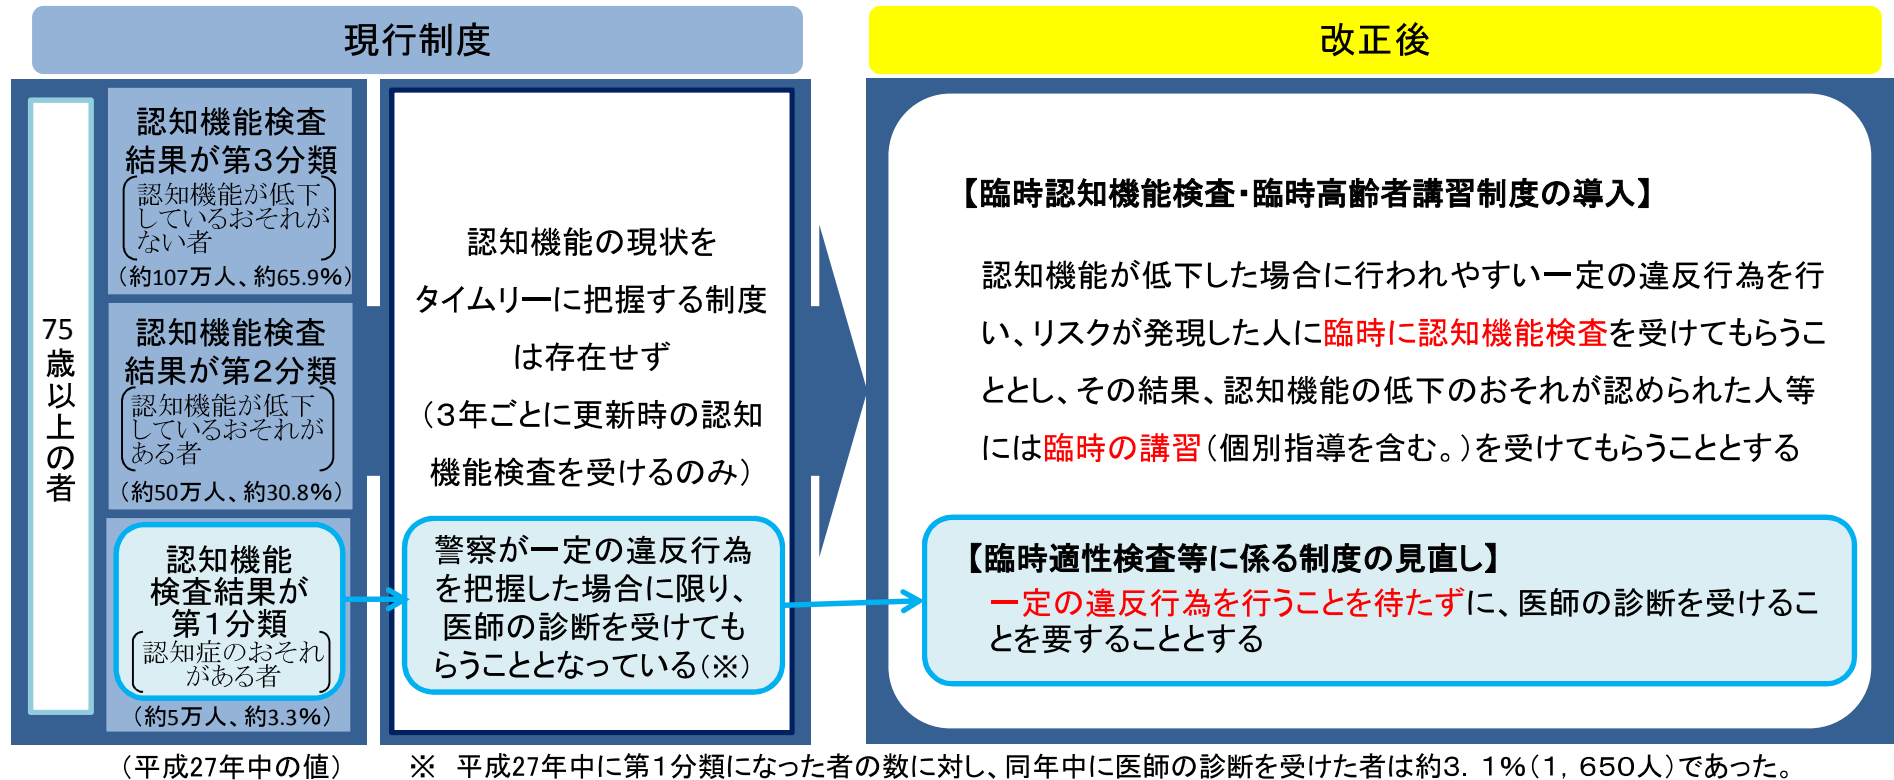 現行制度
改正後
75歳以上の者
認知機能検査
結果が第３分類
認知機能が低下
しているおそれが
ない者
（約107万人、約65.9％）
認知機能検査
結果が第２分類
認知機能が低下
しているおそれが
ある者
（約50万人、約30.8％）
認知機能
検査結果が
第１分類
認知症のおそれ
がある者
（約5万人、約3.3％）
（平成27年中の値）
認知機能の現状を
タイムリーに把握する制度
は存在せず
（３年ごとに更新時の認知
機能検査を受けるのみ）
警察が一定の違反行為
を把握した場合に限り、
医師の診断を受けても
らうこととなっている（※）
【臨時認知機能検査・臨時高齢者講習制度の導入】
認知機能が低下した場合に行われやすい一定の違反行為を行
い、リスクが発現した人に臨時に認知機能検査を受けてもらうこ
ととし、その結果、認知機能の低下のおそれが認められた人等
には臨時の講習（個別指導を含む。）を受けてもらうこととする
【臨時適性検査等に係る制度の見直し】
一定の違反行為を行うことを待たずに、医師の診断を受けるこ
とを要することとする
※　平成27年中に第１分類になった者の数に対し、同年中に医師の診断を受けた者は約３．１％（１，６５０人）であった。